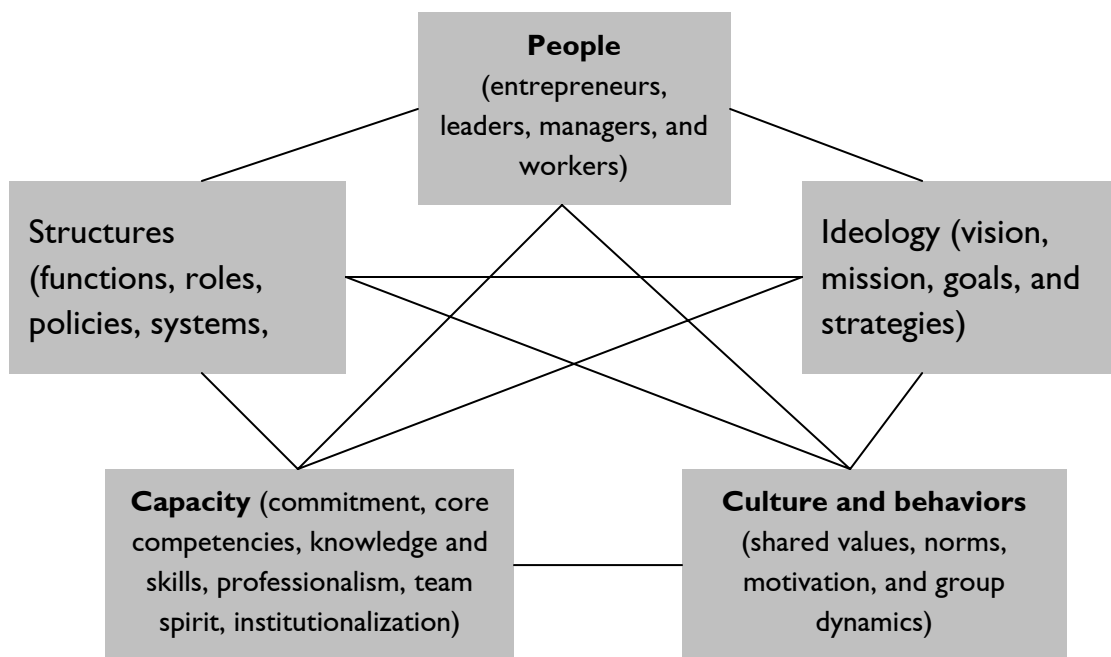 People
(entrepreneurs,
leaders, managers, and
workers)
Structures
(functions, roles,
policies, systems,
Ideology (vision,
mission, goals, and
strategies)
Capacity (commitment, core
competencies, knowledge and
skills, professionalism, team
spirit, institutionalization)
Culture and behaviors
(shared values, norms,
motivation, and group
dynamics)